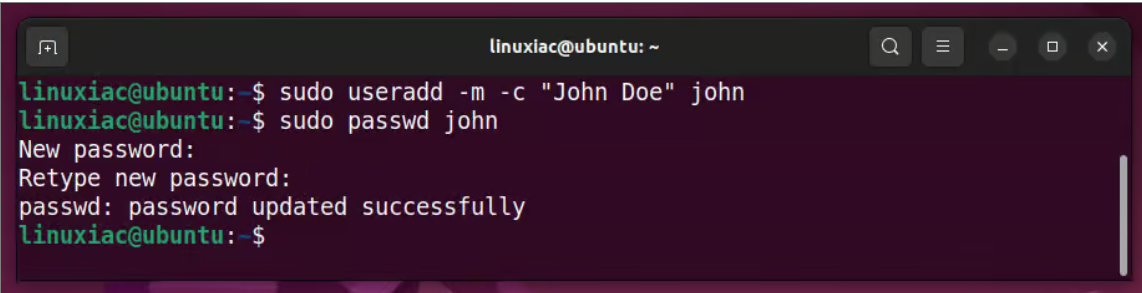 linuxiac@ubuntu: ~
linuxiac@ubuntu:~$ sudo useradd -m -c "John Doe" john
linuxiac@ubuntu:~$ sudo passwd john
New password:
Retype new password:
passwd: password updated successfully
linuxiac@ubuntu:~$